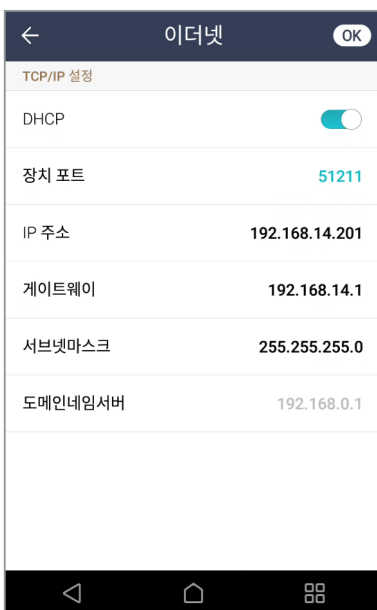 이더넷 OK
TCP/IP 설정
DHCP
장치 포트 51211
IP 주소 192.168.14.201
게이트웨이 192.168.14.1
서브넷마스크 255.255.255.0
도메인네임서버 192.168.0.1